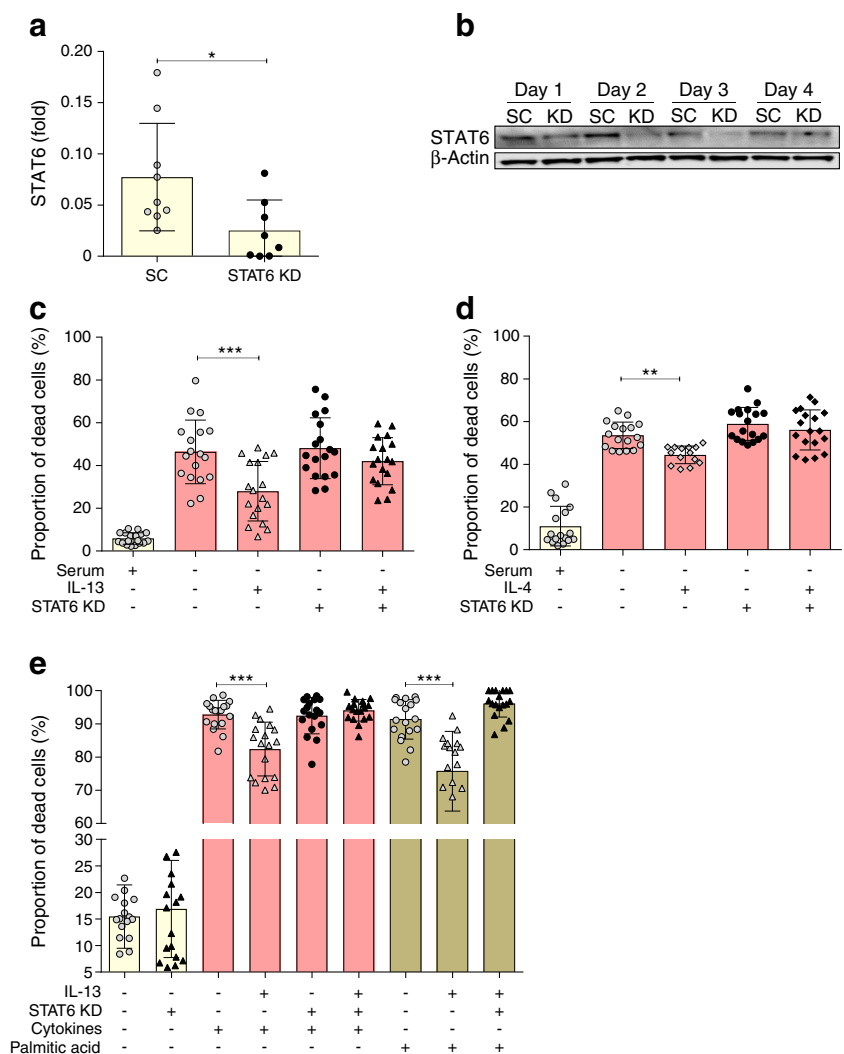 a
*
0.20
0.15
0.10
0.05
0
STAT6 (fold)
SC STAT6 KD
b
Day 1 Day 2 Day 3 Day 4
SC KD SC KD SC KD SC KD
STAT6
β-Actin
c
***
100
80
60
40
20
0
Proportion of dead cells (%)
Serum + - - - -
IL-13 - - + - +
STAT6 KD - - - + +
d
**
100
80
60
40
20
0
Proportion of dead cells (%)
Serum + - - - -
IL-4 - - + - +
STAT6 KD - - - + +
e
*** ***
100
90
80
70
60
30
25
20
15
10
5
Proportion of dead cells (%)
IL-13 - - - + - + - + +
STAT6 KD - + - - + + - - +
Cytokines - - + + + + - - -
Palmitic acid - - - - - - + + +